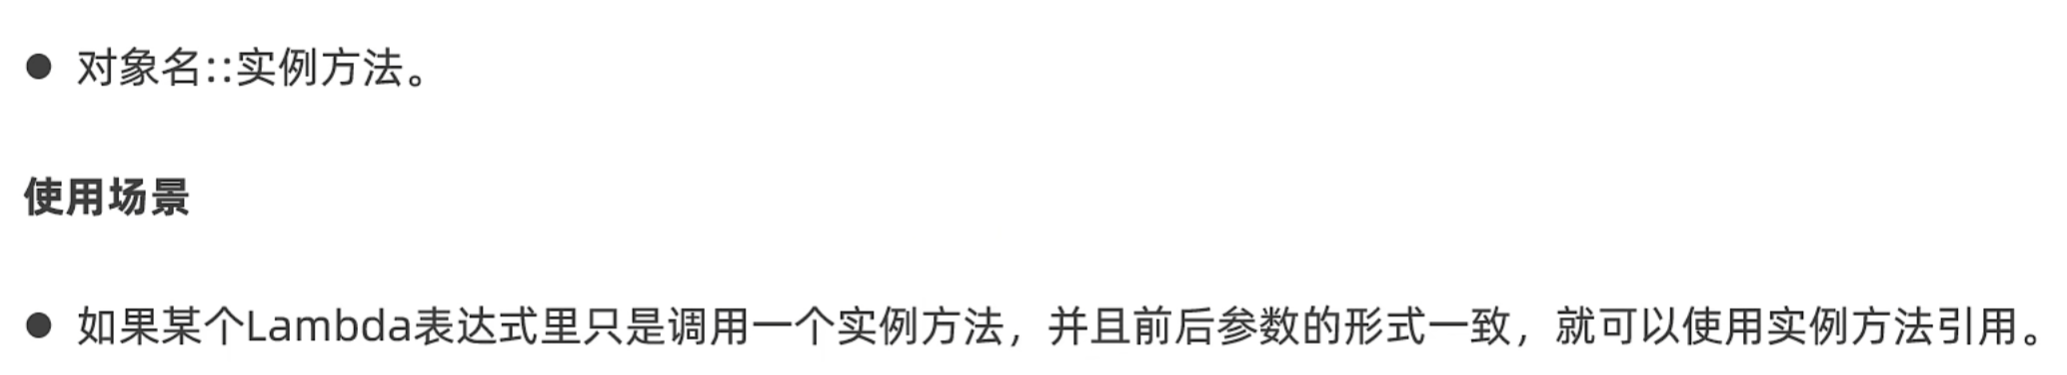 ● 对象名::实例方法。
使用场景
● 如果某个Lambda表达式里只是调用一个实例方法，并且前后参数的形式一致，就可以使用实例方法引用。